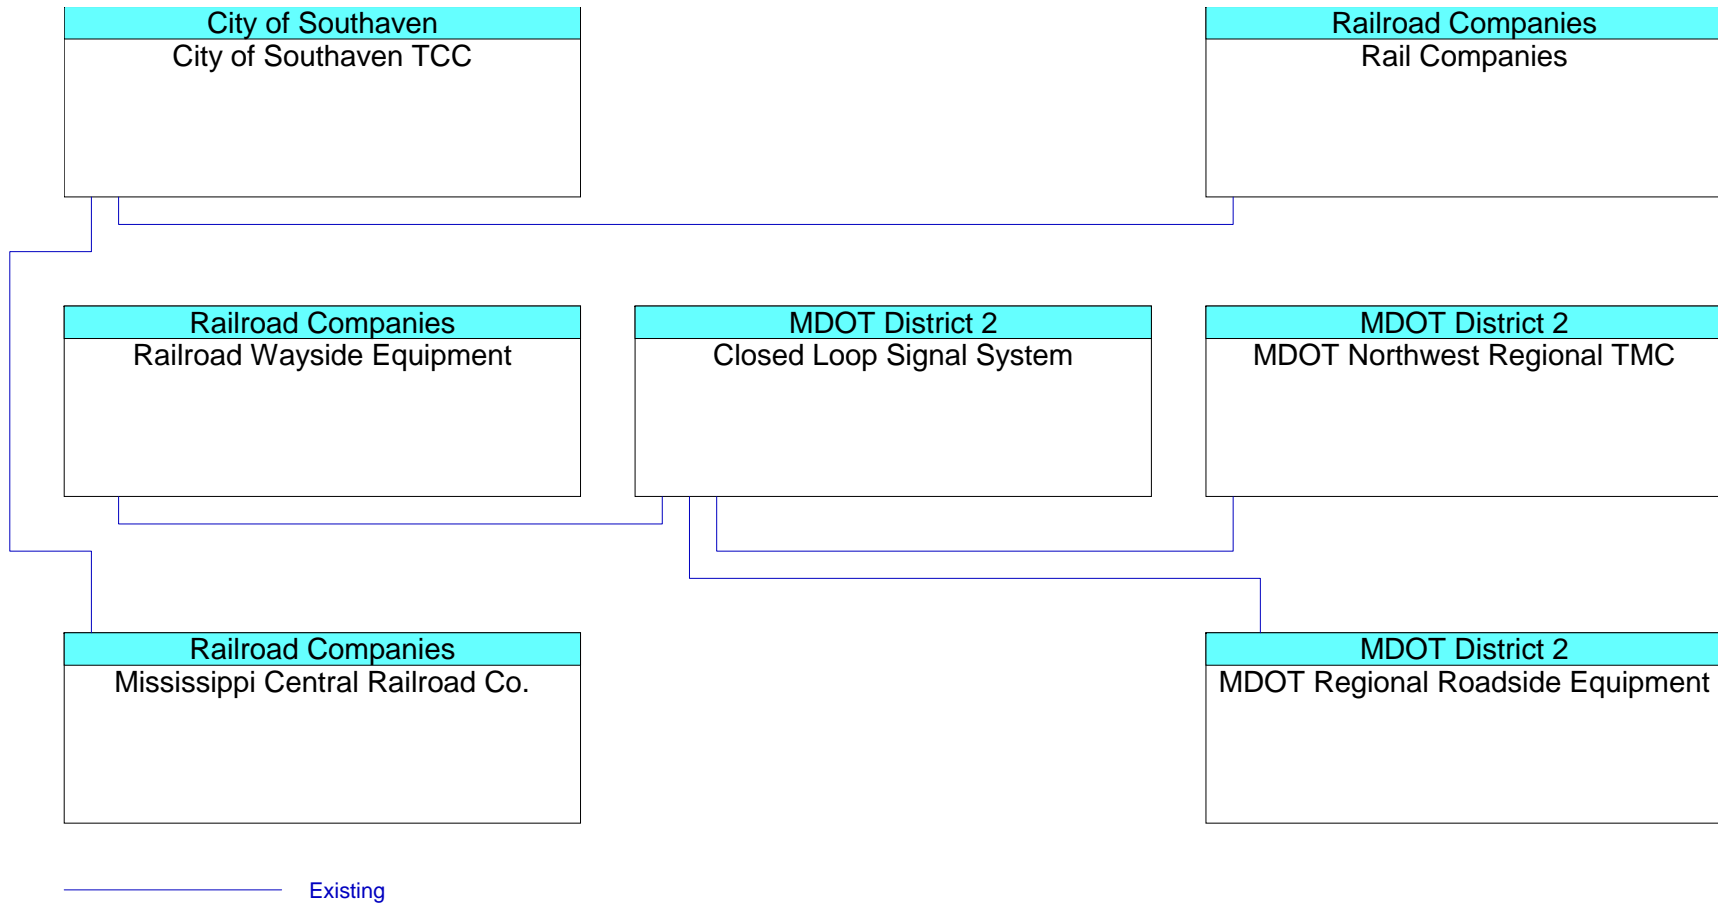 City of Southaven
City of Southaven TCC
Railroad Companies
Rail Companies
Railroad Companies
Railroad Wayside Equipment
MDOT District 2
Closed Loop Signal System
MDOT District 2
MDOT Northwest Regional TMC
Railroad Companies
Mississippi Central Railroad Co.
MDOT District 2
MDOT Regional Roadside Equipment
Existing